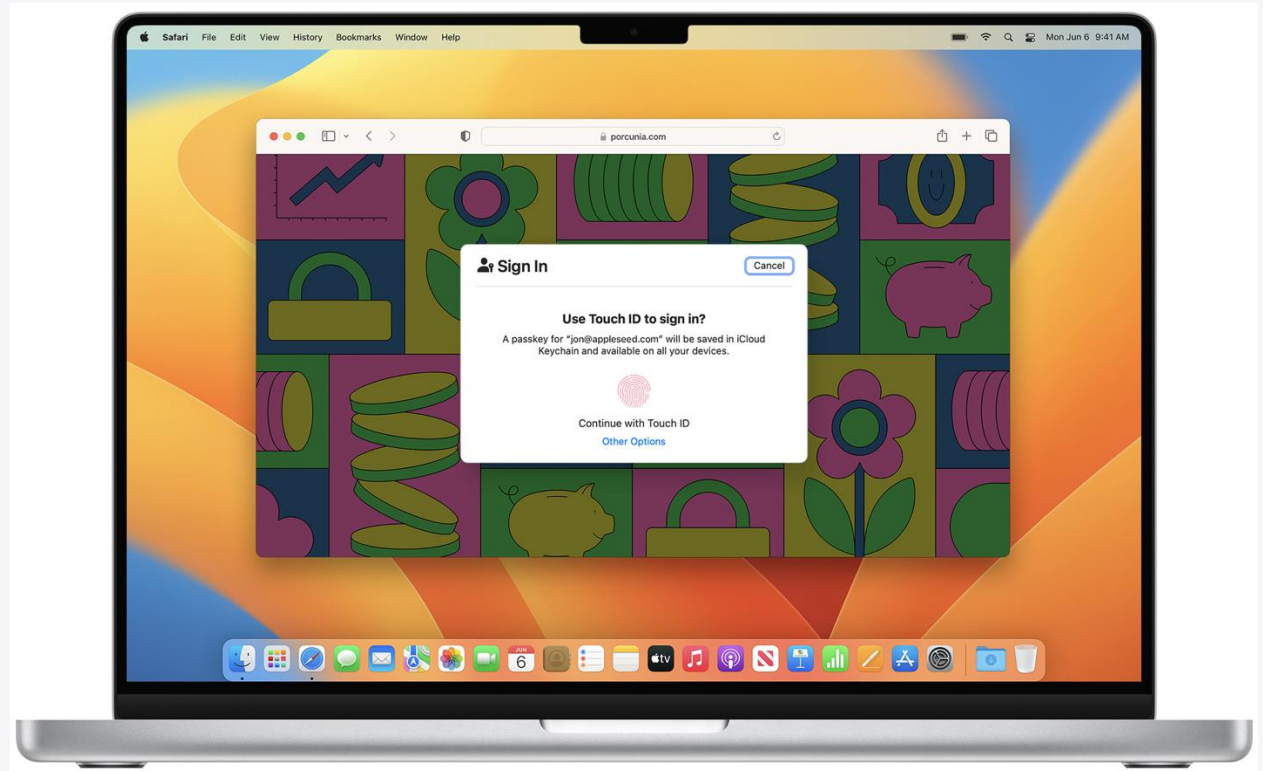 Safari File Edit View History Bookmarks Window Help
Mon Jun 6 9:41 AM
porcunia.com
Sign In
Cancel
Use Touch ID to sign in?
A passkey for “jon@appleseed.com” will be saved in iCloud
Keychain and available on all your devices.
Continue with Touch ID
Other Options
JUN
6
tv